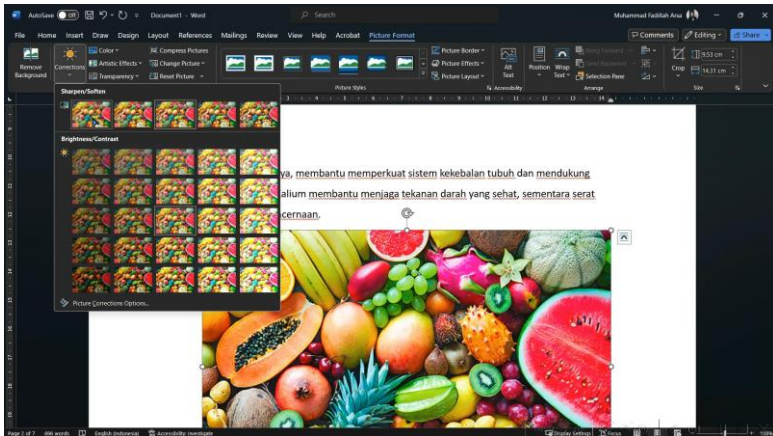 AutoSave Off Document1 - Word Search Muhammad Fadillah Arsa
File Home Insert Draw Design Layout References Mailings Review View Help Acrobat Picture Format Comments Editing Share
Remove Background
Corrections
Color
Artistic Effects
Transparency
Compress Pictures
Change Picture
Reset Picture
Picture Styles
Picture Border
Picture Effects
Picture Layout
Alt Text
Accessibility
Position
Wrap Text
Bring Forward
Send Backward
Selection Pane
Arrange
Crop
9.53 cm
14.31 cm
Size
Sharpen/Soften
Brightness/Contrast
Picture Corrections Options...
ya, membantu memperkuat sistem kekebalan tubuh dan mendukung
alium membantu menjaga tekanan darah yang sehat, sementara serat
cernaan.
Page 2 of 7 896 words English (Indonesia) Accessibility: Investigate Display Settings Focus